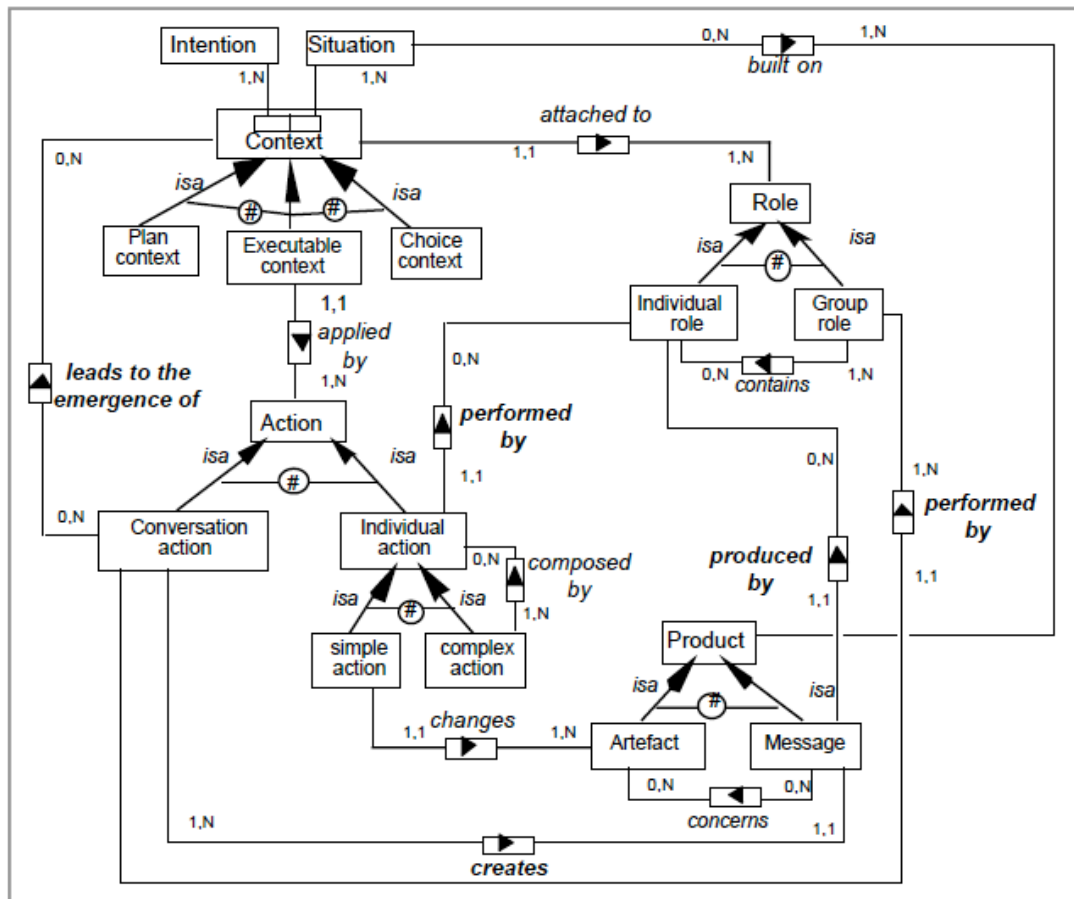 Intention
Situation
0,N
1,N
built on
1,N
1,N
Context
attached to
0,N
1,1
1,N
isa
#
#
isa
Role
Plan
context
Executable
context
Choice
context
isa
#
isa
Individual
role
Group
role
1,1
applied
by
0,N
0,N
contains
1,N
leads to the
emergence of
1,N
Action
performed
by
isa
#
isa
1,1
0,N
1,N
0,N
Conversation
action
Individual
action
performed
by
0,N
composed
by
produced
by
1,1
1,1
isa
#
isa
1,N
simple
action
complex
action
Product
isa
#
isa
changes
1,1
1,N
Artefact
Message
0,N
0,N
concerns
1,N
1,1
creates